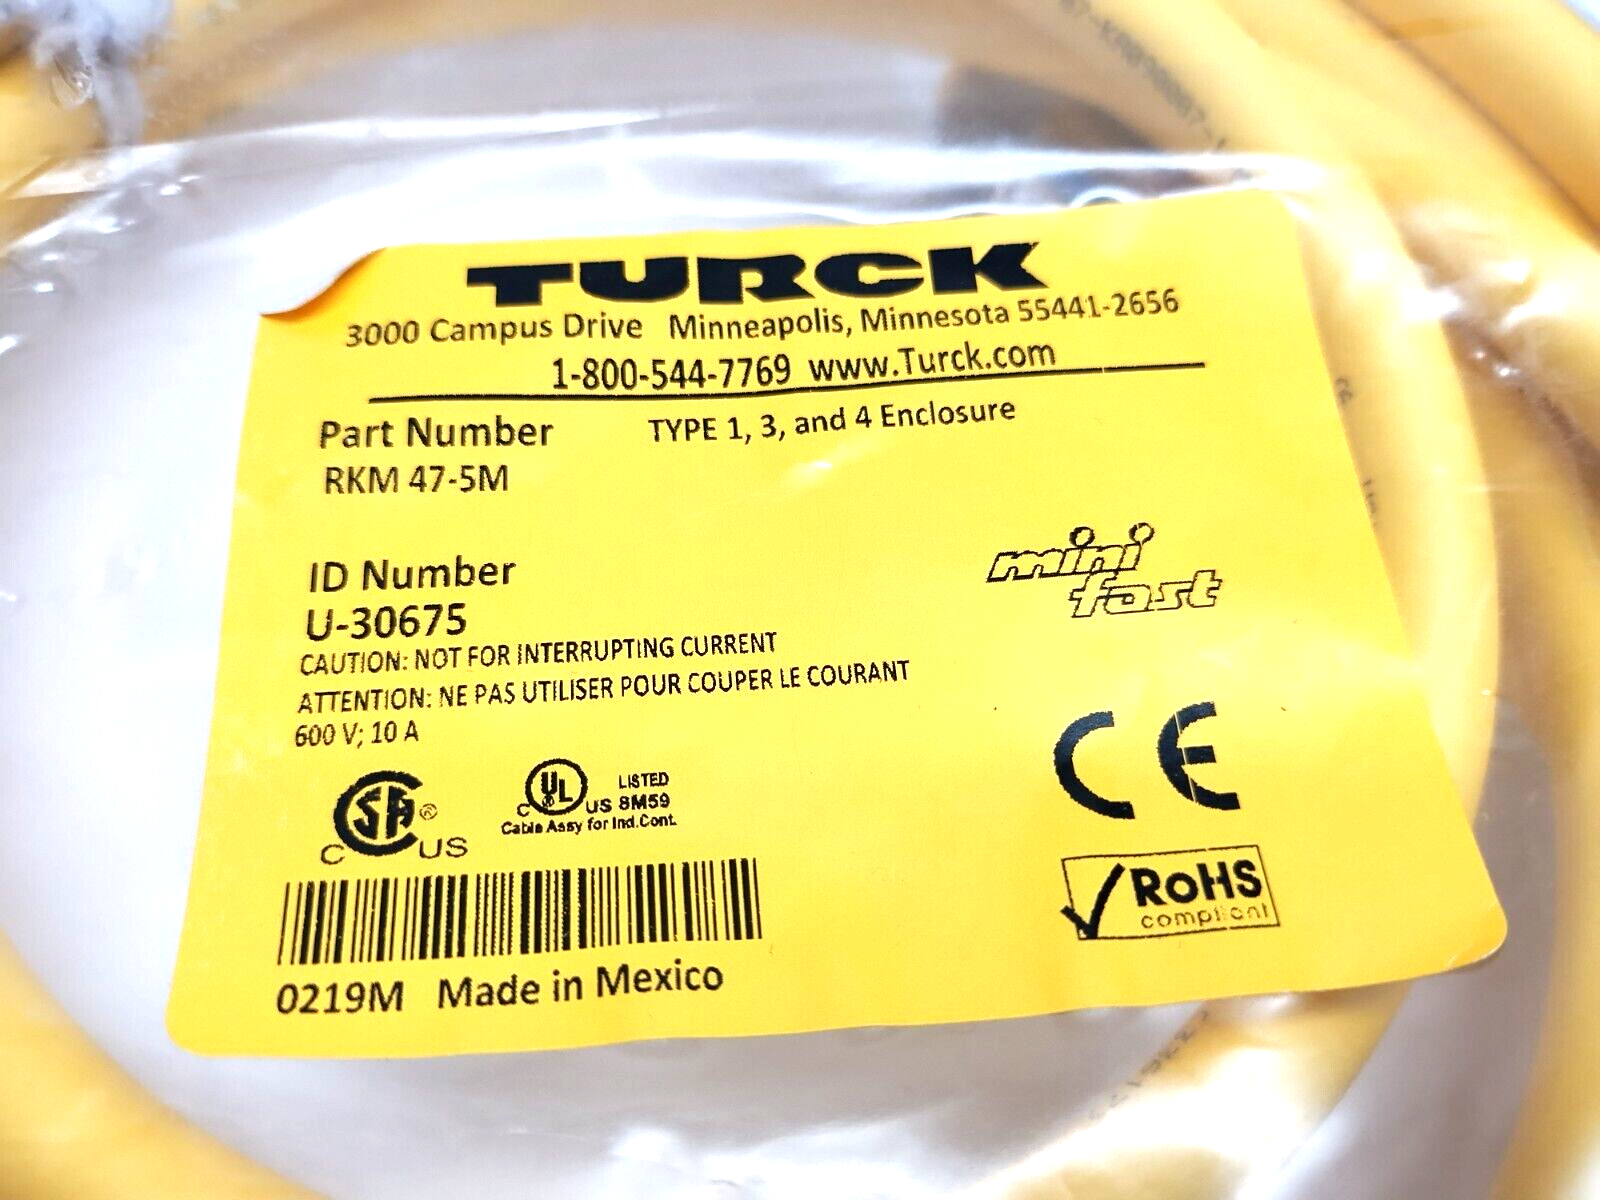 TURCK
3000 Campus Drive Minneapolis, Minnesota 55441-2656
1-800-544-7769 www.Turck.com
Part Number TYPE 1, 3, and 4 Enclosure
RKM 47-5M
ID Number
U-30675
mini
fast
CAUTION: NOT FOR INTERRUPTING CURRENT
ATTENTION: NE PAS UTILISER POUR COUPER LE COURANT
600 V; 10 A
CE
CSA ® C US
C UL US LISTED 8M59
Cable Assy for Ind.Cont.
RoHS
compliant
0219M Made in Mexico